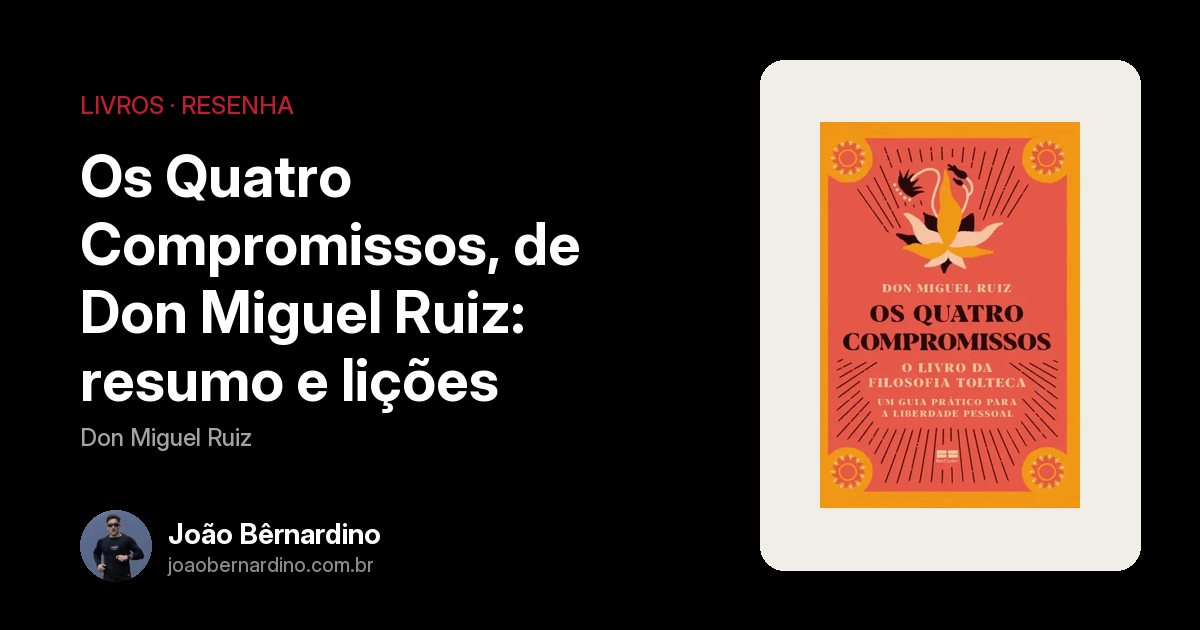 LIVROS · RESENHA
Os Quatro
Compromissos, de
Don Miguel Ruiz:
resumo e lições
Don Miguel Ruiz
João Bêrnardino
joaobernardino.com.br
DON MIGUEL RUIZ
OS QUATRO
COMPROMISSOS
O LIVRO DA
FILOSOFIA TOLTECA
UM GUIA PRÁTICO PARA
A LIBERDADE PESSOAL